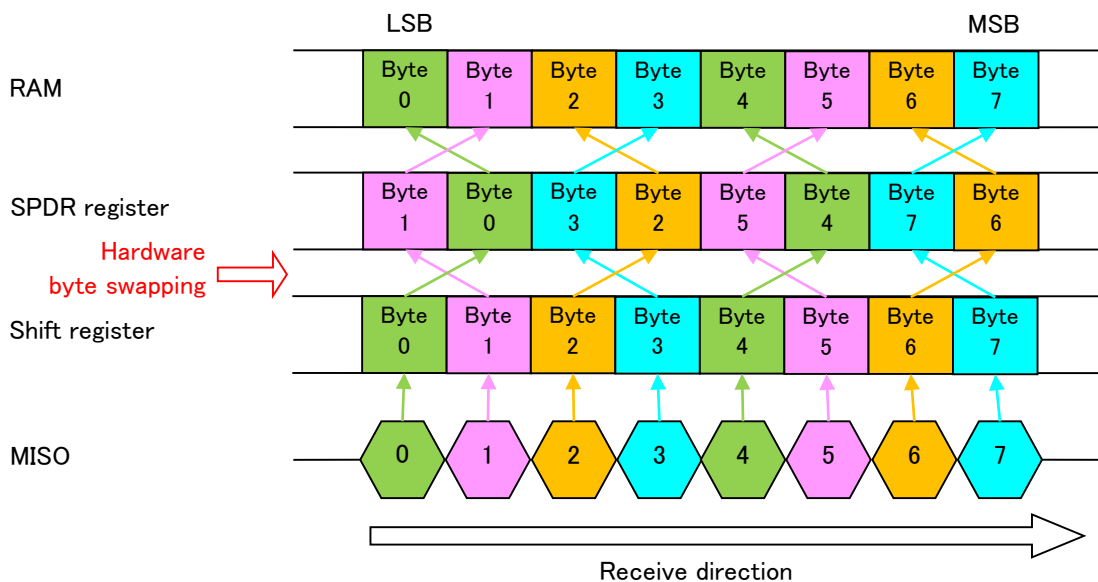 LSB MSB
RAM
Byte 0 Byte 1 Byte 2 Byte 3 Byte 4 Byte 5 Byte 6 Byte 7
SPDR register
Byte 1 Byte 0 Byte 3 Byte 2 Byte 5 Byte 4 Byte 7 Byte 6
Hardware
byte swapping
Shift register
Byte 0 Byte 1 Byte 2 Byte 3 Byte 4 Byte 5 Byte 6 Byte 7
MISO
0 1 2 3 4 5 6 7
Receive direction